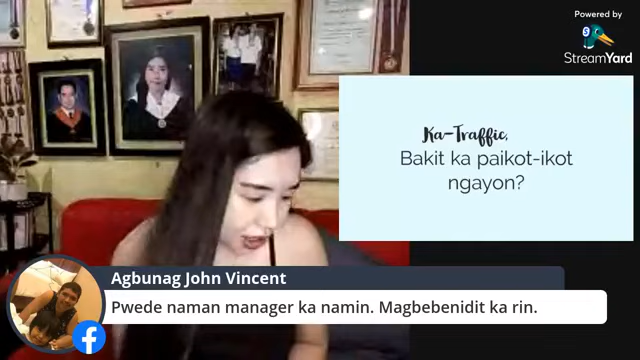 Powered by
StreamYard
Ka-Traffic,
Bakit ka paikot-ikot
ngayon?
Agbunag John Vincent
Pwede naman manager ka namin. Magbebenidit ka rin.